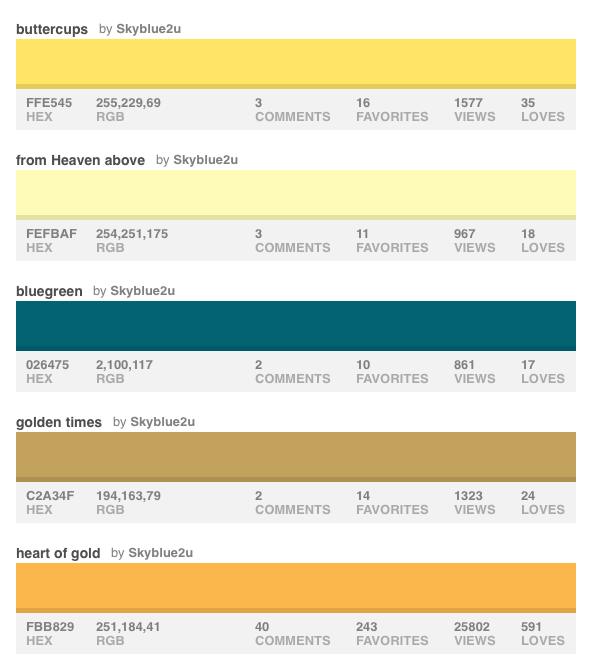 buttercups by Skyblue2u
FFE545 255,229,69 3 16 1577 35
HEX RGB COMMENTS FAVORITES VIEWS LOVES
from Heaven above by Skyblue2u
FEFBAF 254,251,175 3 11 967 18
HEX RGB COMMENTS FAVORITES VIEWS LOVES
bluegreen by Skyblue2u
026475 2,100,117 2 10 861 17
HEX RGB COMMENTS FAVORITES VIEWS LOVES
golden times by Skyblue2u
C2A34F 194,163,79 2 14 1323 24
HEX RGB COMMENTS FAVORITES VIEWS LOVES
heart of gold by Skyblue2u
FBB829 251,184,41 40 243 25802 591
HEX RGB COMMENTS FAVORITES VIEWS LOVES